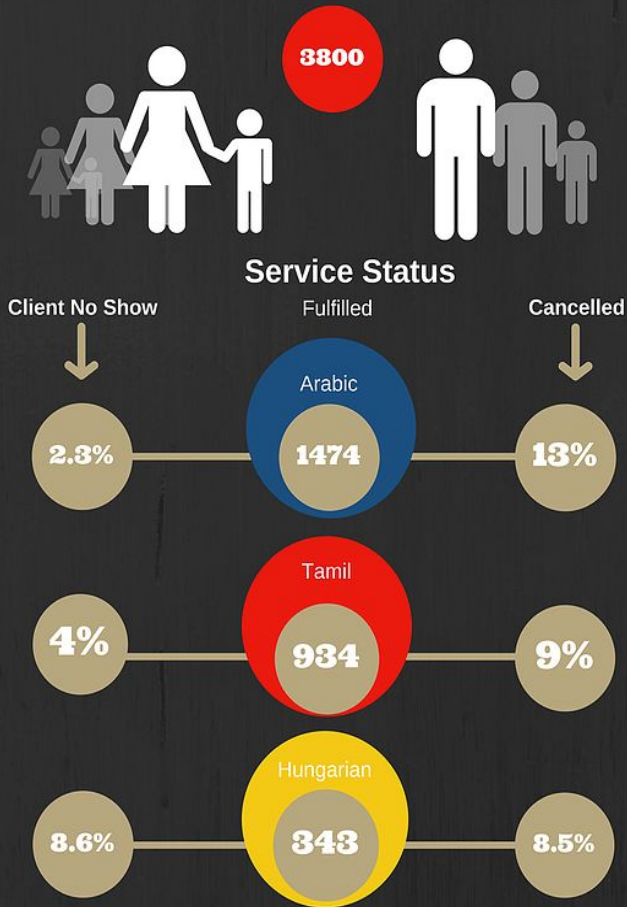 3800
Service Status
Client No Show
Fulfilled
Cancelled
Arabic
2.3%
1474
13%
Tamil
4%
934
9%
Hungarian
8.6%
343
8.5%